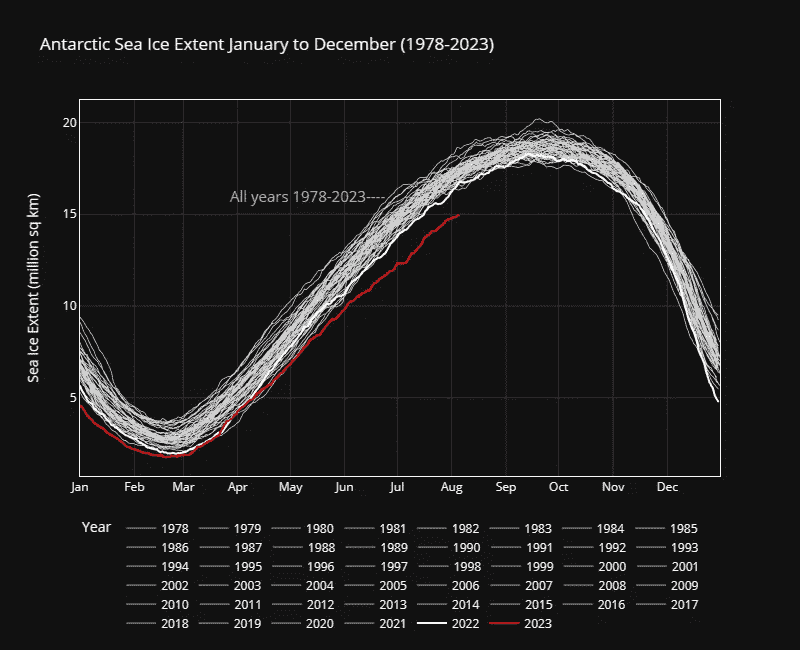 Antarctic Sea Ice Extent January to December (1978-2023)
Sea Ice Extent (million sq km)
20
15
10
5
All years 1978-2023----
Jan Feb Mar Apr May Jun Jul Aug Sep Oct Nov Dec
Year 1978 1979 1980 1981 1982 1983 1984 1985
1986 1987 1988 1989 1990 1991 1992 1993
1994 1995 1996 1997 1998 1999 2000 2001
2002 2003 2004 2005 2006 2007 2008 2009
2010 2011 2012 2013 2014 2015 2016 2017
2018 2019 2020 2021 2022 2023